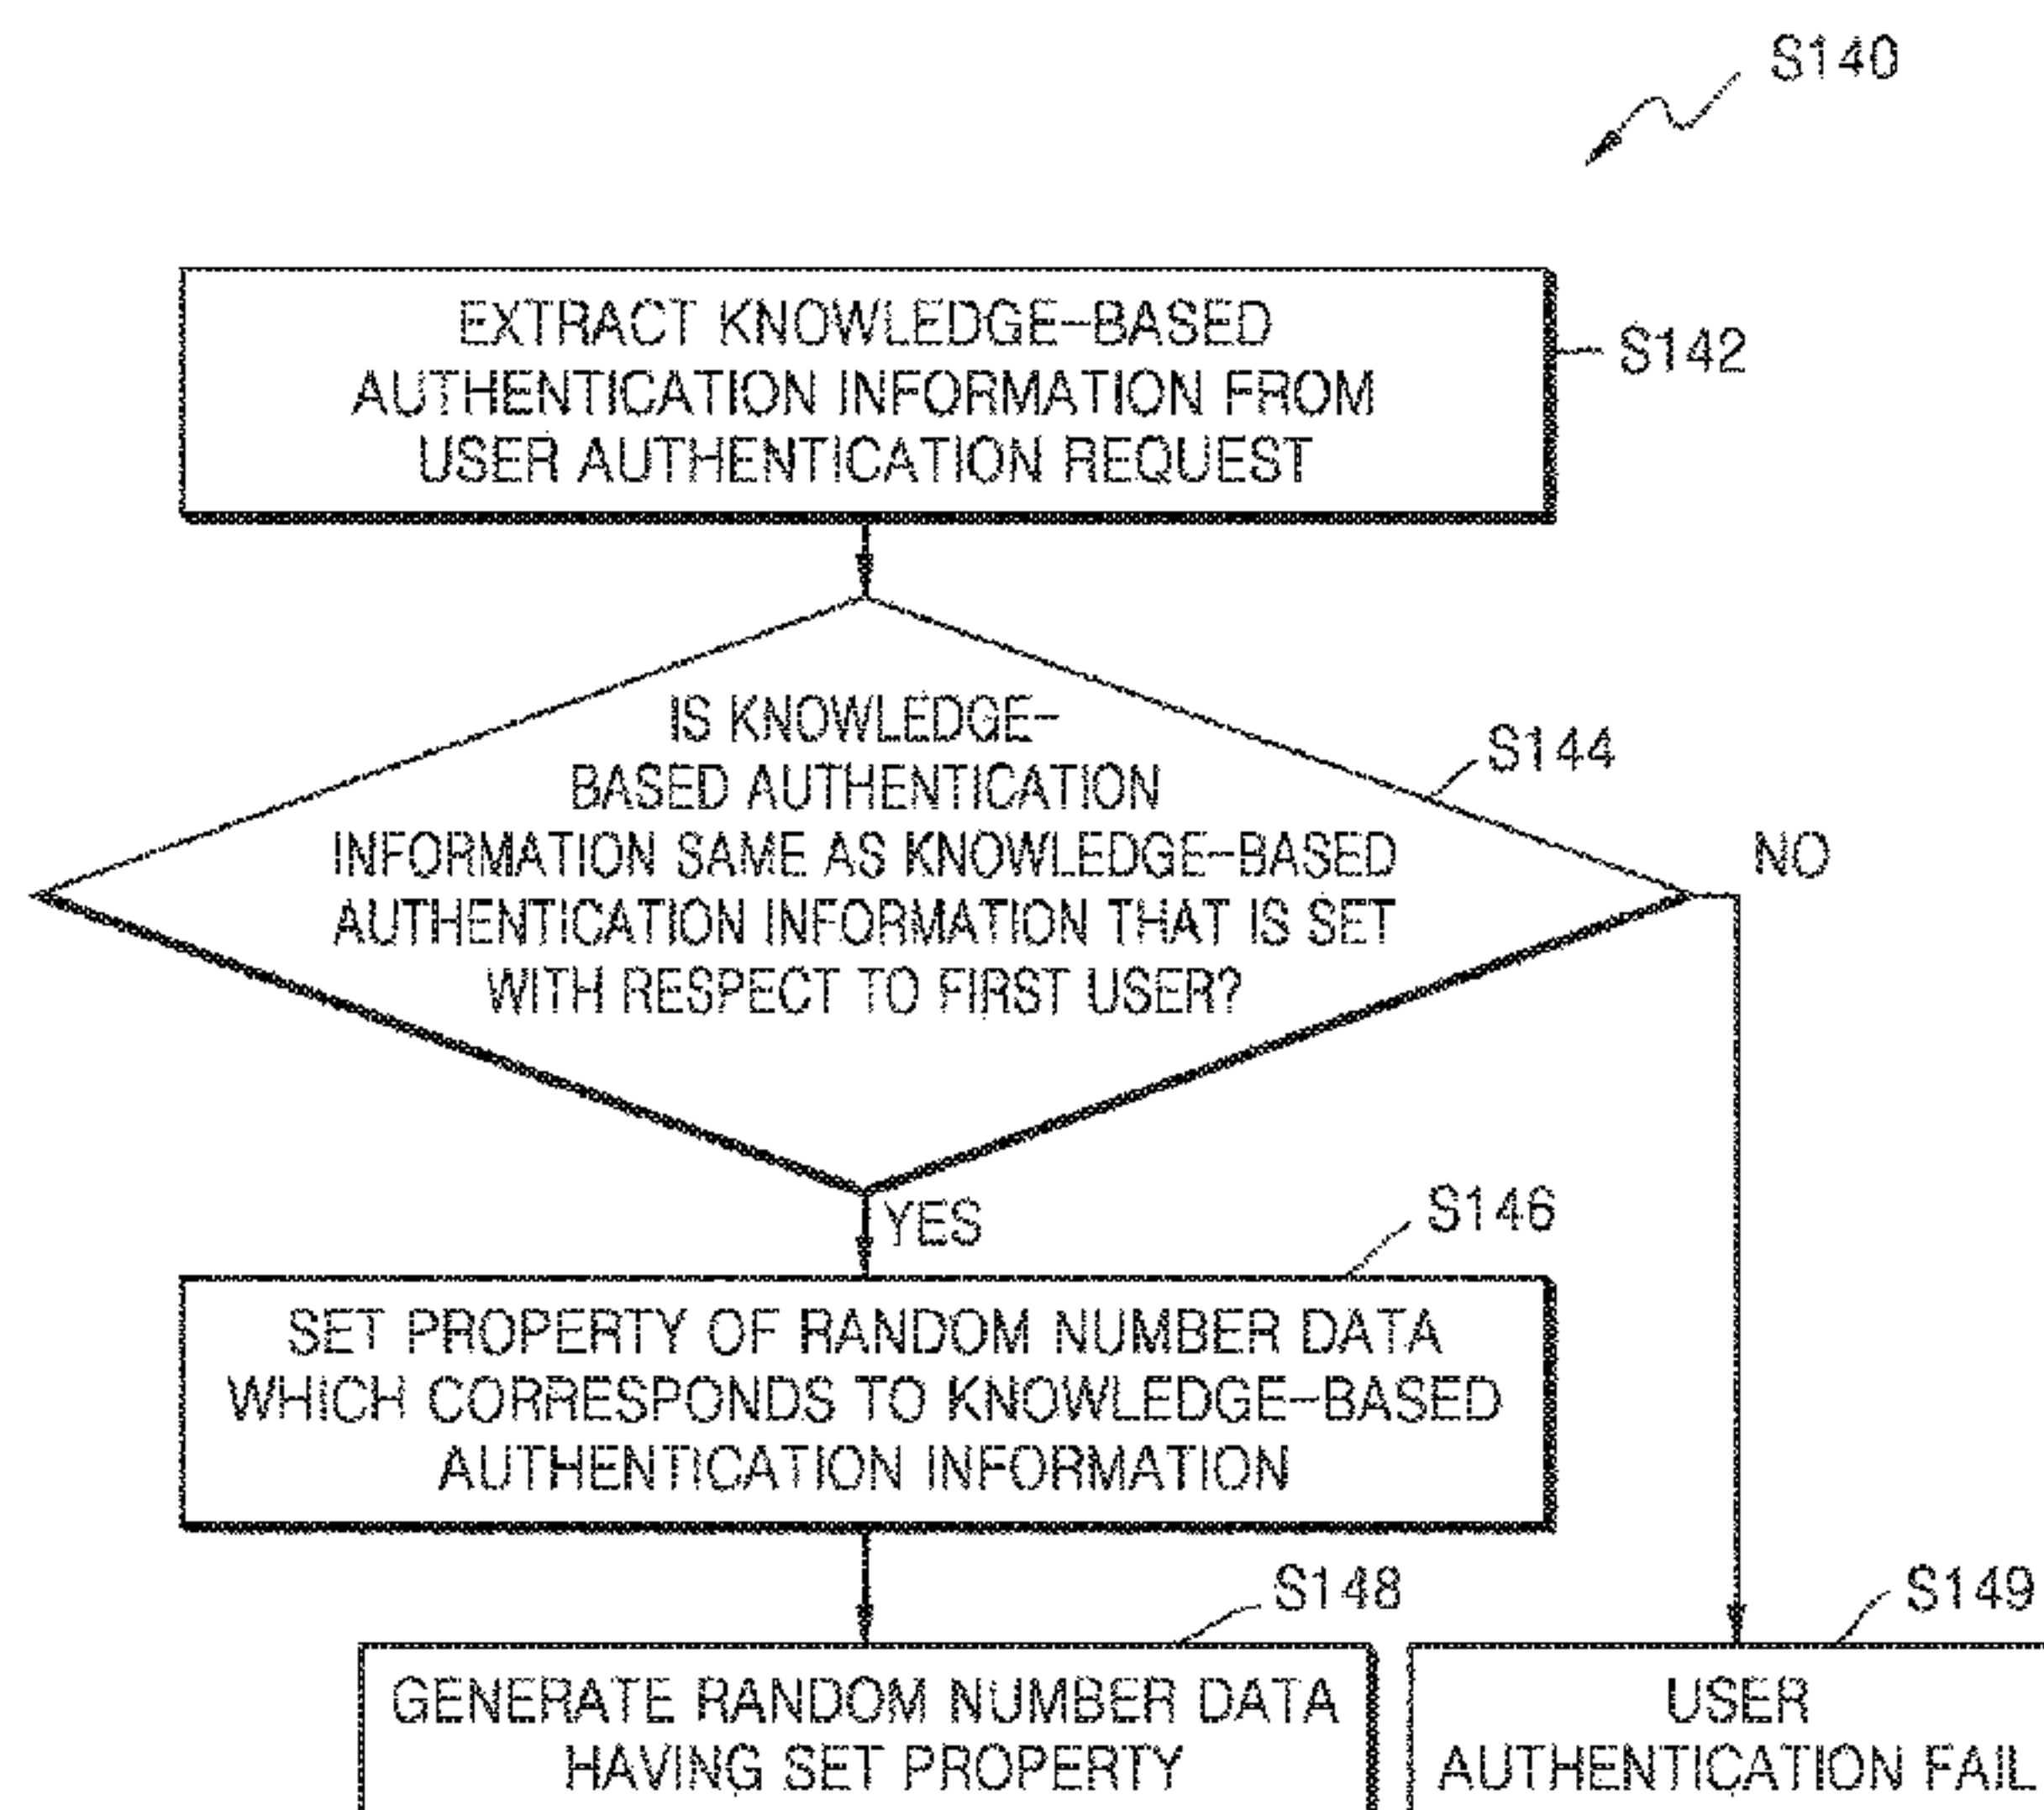 S140
EXTRACT KNOWLEDGE-BASED
AUTHENTICATION INFORMATION FROM
USER AUTHENTICATION REQUEST
S142
IS KNOWLEDGE-
BASED AUTHENTICATION
INFORMATION SAME AS KNOWLEDGE-BASED
AUTHENTICATION INFORMATION THAT IS SET
WITH RESPECT TO FIRST USER?
S144
NO
YES
S146
SET PROPERTY OF RANDOM NUMBER DATA
WHICH CORRESPONDS TO KNOWLEDGE-BASED
AUTHENTICATION INFORMATION
S148
GENERATE RANDOM NUMBER DATA
HAVING SET PROPERTY
S149
USER
AUTHENTICATION FAIL